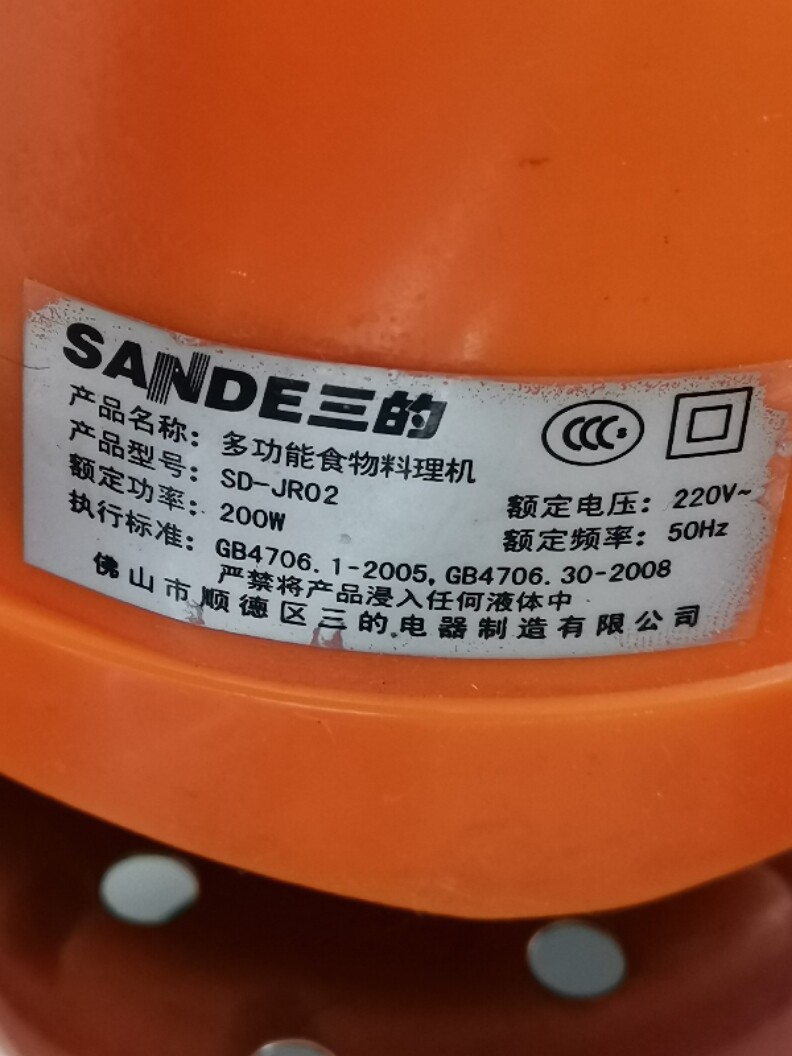 SANDE三的
CCC S
产品名称：多功能食物料理机
产品型号：SD-JR02
额定功率：200W
额定电压：220V~
额定频率：50Hz
执行标准：GB4706.1-2005,GB4706.30-2008
严禁将产品浸入任何液体中
佛山市顺德区三的电器制造有限公司